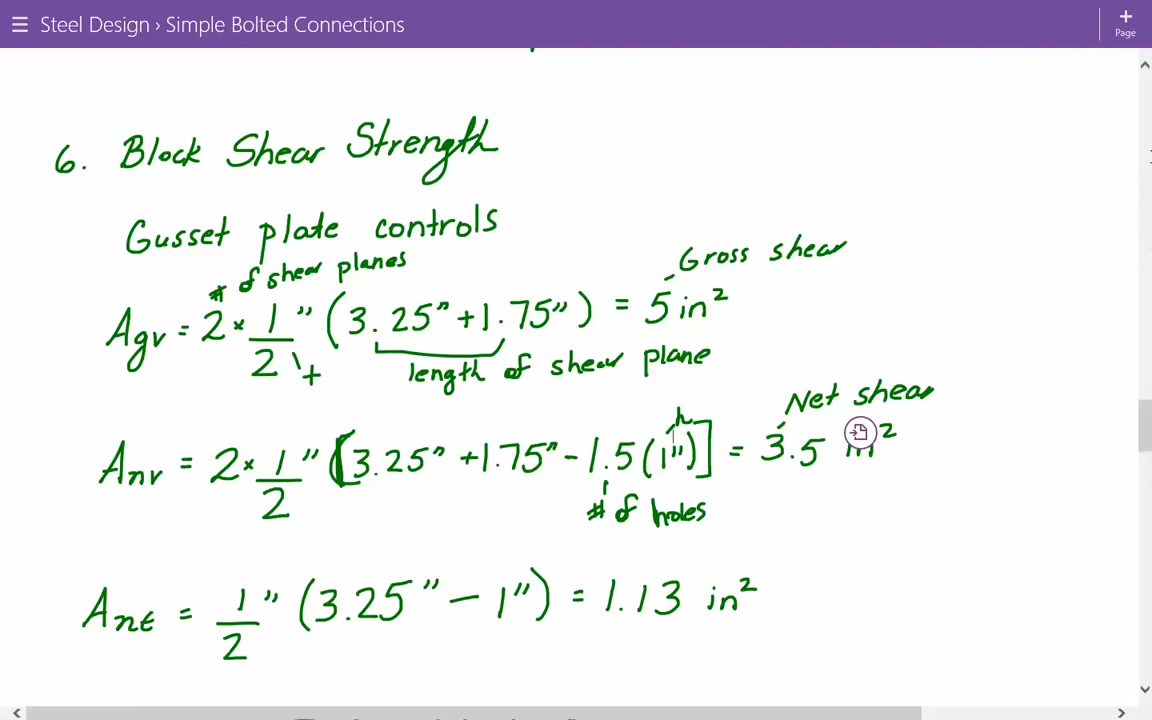 Steel Design › Simple Bolted Connections
Page
6. Block Shear Strength
Gusset plate controls
# of shear planes
Gross shear
Agv = 2 × 1/2" (3.25" + 1.75") = 5 in²
t
length of shear plane
Net shear
h
Anv = 2 × 1/2" [3.25" + 1.75" - 1.5 (1")] = 3.5 in²
# of holes
Ant = 1/2" (3.25" - 1") = 1.13 in²